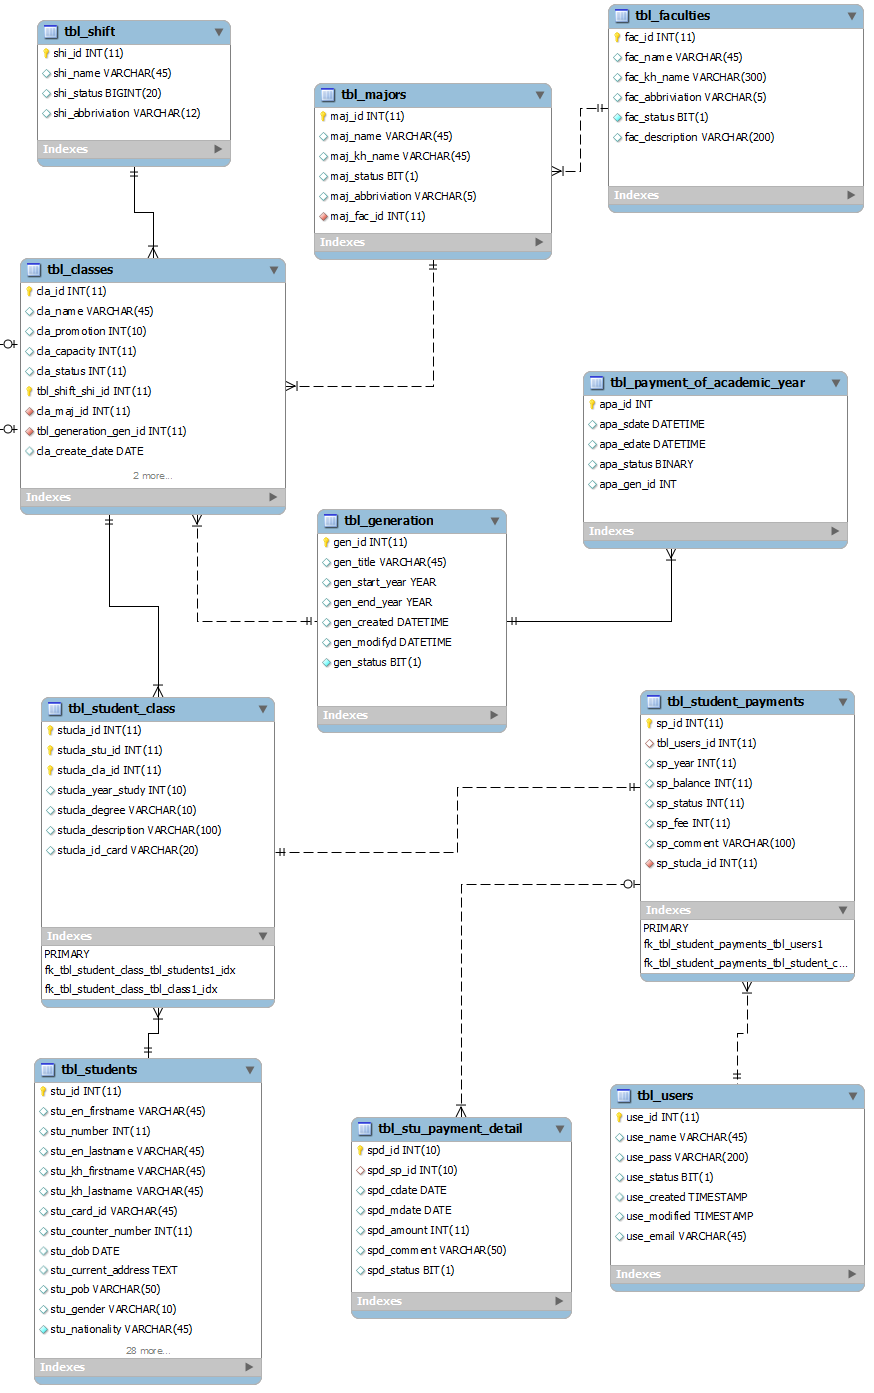 tbl_shift
shi_id INT(11)
shi_name VARCHAR(45)
shi_status BIGINT(20)
shi_abbriviation VARCHAR(12)
Indexes
tbl_majors
maj_id INT(11)
maj_name VARCHAR(45)
maj_kh_name VARCHAR(45)
maj_status BIT(1)
maj_abbriviation VARCHAR(5)
maj_fac_id INT(11)
Indexes
tbl_faculties
fac_id INT(11)
fac_name VARCHAR(45)
fac_kh_name VARCHAR(300)
fac_abbriviation VARCHAR(5)
fac_status BIT(1)
fac_description VARCHAR(200)
Indexes
tbl_classes
cla_id INT(11)
cla_name VARCHAR(45)
cla_promotion INT(10)
cla_capacity INT(11)
cla_status INT(11)
tbl_shift_shi_id INT(11)
cla_maj_id INT(11)
tbl_generation_gen_id INT(11)
cla_create_date DATE
2 more...
Indexes
tbl_payment_of_academic_year
apa_id INT
apa_sdate DATETIME
apa_edate DATETIME
apa_status BINARY
apa_gen_id INT
Indexes
tbl_generation
gen_id INT(11)
gen_title VARCHAR(45)
gen_start_year YEAR
gen_end_year YEAR
gen_created DATETIME
gen_modifyd DATETIME
gen_status BIT(1)
Indexes
tbl_student_class
stucla_id INT(11)
stucla_stu_id INT(11)
stucla_cla_id INT(11)
stucla_year_study INT(10)
stucla_degree VARCHAR(10)
stucla_description VARCHAR(100)
stucla_id_card VARCHAR(20)
Indexes
PRIMARY
fk_tbl_student_class_tbl_students1_idx
fk_tbl_student_class_tbl_class1_idx
tbl_student_payments
sp_id INT(11)
tbl_users_id INT(11)
sp_year INT(11)
sp_balance INT(11)
sp_status INT(11)
sp_fee INT(11)
sp_comment VARCHAR(100)
sp_stucla_id INT(11)
Indexes
PRIMARY
fk_tbl_student_payments_tbl_users1
fk_tbl_student_payments_tbl_student_c...
tbl_students
stu_id INT(11)
stu_en_firstname VARCHAR(45)
stu_number INT(11)
stu_en_lastname VARCHAR(45)
stu_kh_firstname VARCHAR(45)
stu_kh_lastname VARCHAR(45)
stu_card_id VARCHAR(45)
stu_counter_number INT(11)
stu_dob DATE
stu_current_address TEXT
stu_pob VARCHAR(50)
stu_gender VARCHAR(10)
stu_nationality VARCHAR(45)
28 more...
Indexes
tbl_stu_payment_detail
spd_id INT(10)
spd_sp_id INT(10)
spd_cdate DATE
spd_mdate DATE
spd_amount INT(11)
spd_comment VARCHAR(50)
spd_status BIT(1)
Indexes
tbl_users
use_id INT(11)
use_name VARCHAR(45)
use_pass VARCHAR(200)
use_status BIT(1)
use_created TIMESTAMP
use_modified TIMESTAMP
use_email VARCHAR(45)
Indexes